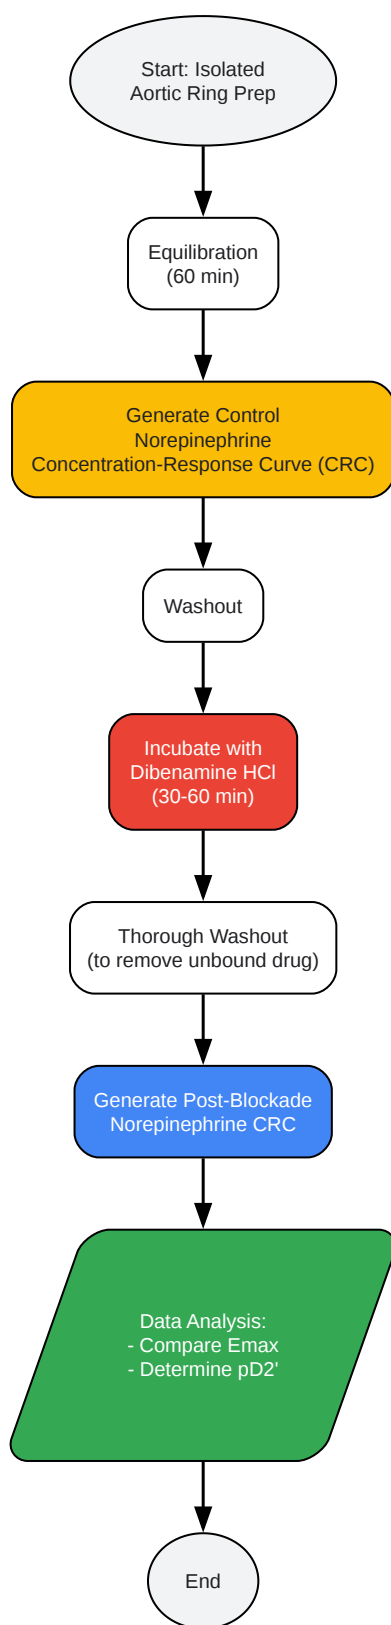 Start: Isolated
Aortic Ring Prep
Equilibration
(60 min)
Generate Control
Norepinephrine
Concentration-Response Curve (CRC)
Washout
Incubate with
Dibenamine HCl
(30-60 min)
Thorough Washout
(to remove unbound drug)
Generate Post-Blockade
Norepinephrine CRC
Data Analysis:
- Compare Emax
- Determine pD2'
End